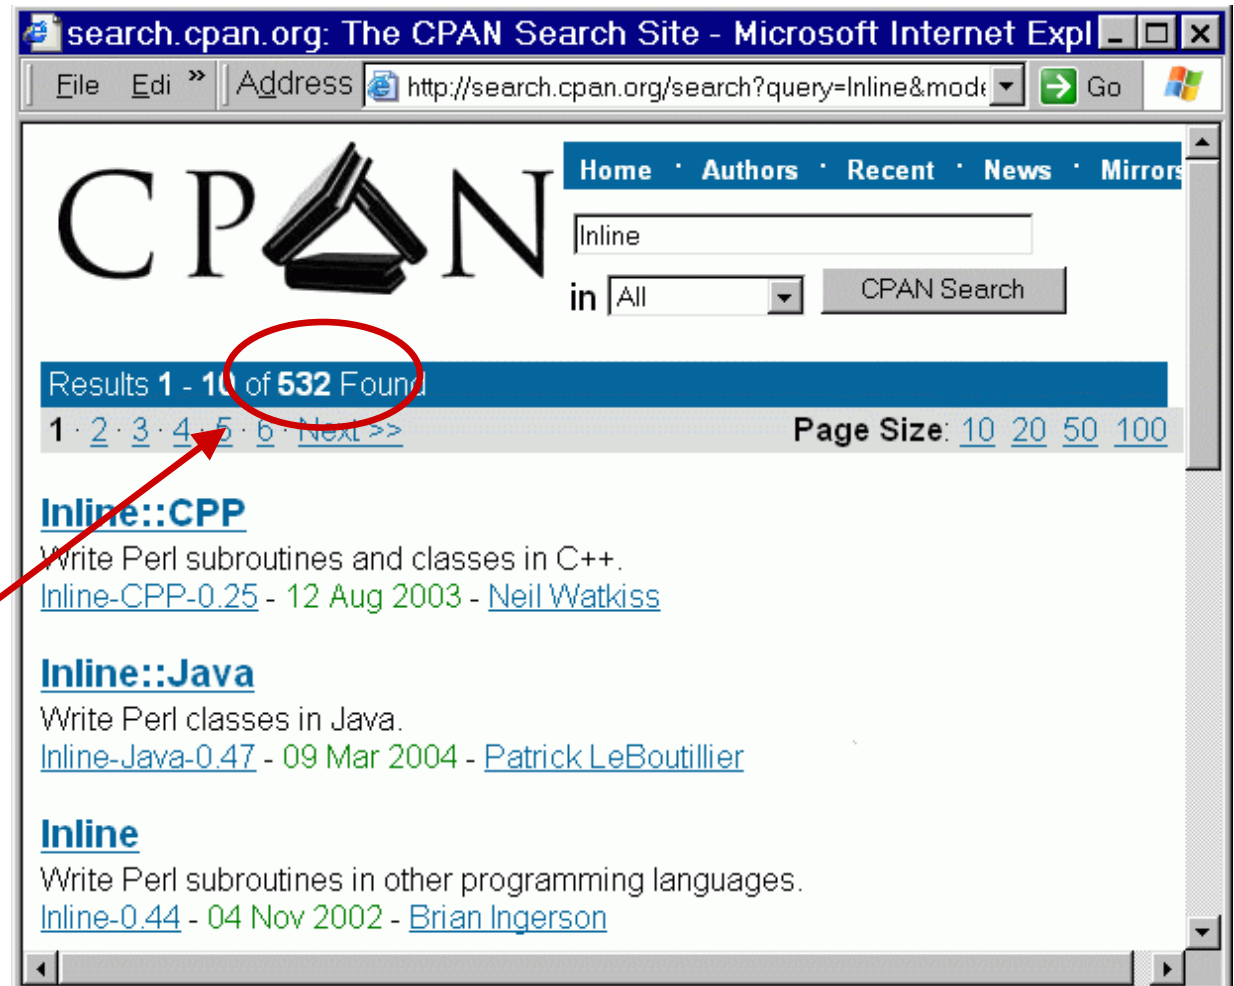 search.cpan.org: The CPAN Search Site - Microsoft Internet Expl
File Edi » Address http://search.cpan.org/search?query=Inline&mode Go
CPAN
Home · Authors · Recent · News · Mirrors
Inline
in All CPAN Search
Results 1 - 10 of 532 Found
1 · 2 · 3 · 4 · 5 · 6 · Next >> Page Size: 10 20 50 100
Inline::CPP
Write Perl subroutines and classes in C++.
Inline-CPP-0.25 - 12 Aug 2003 - Neil Watkiss
Inline::Java
Write Perl classes in Java.
Inline-Java-0.47 - 09 Mar 2004 - Patrick LeBoutillier
Inline
Write Perl subroutines in other programming languages.
Inline-0.44 - 04 Nov 2002 - Brian Ingerson